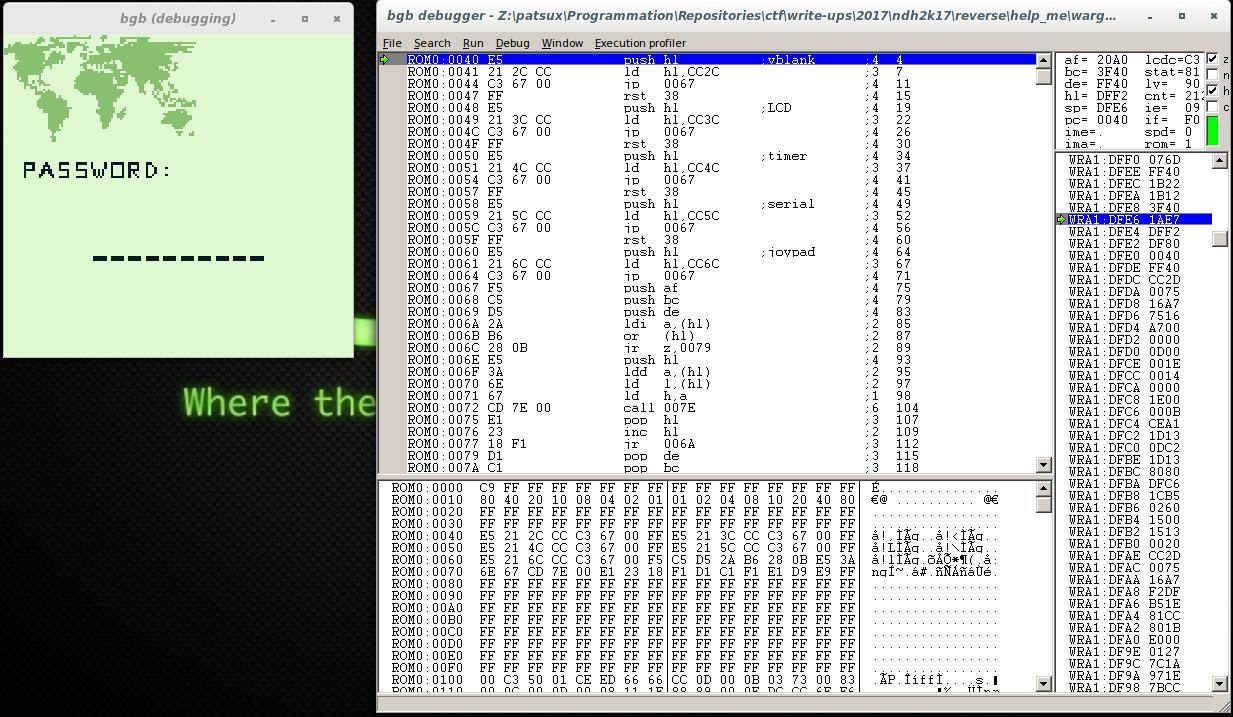 bgb (debugging)
PASSWORD:
Where the
bgb debugger - Z:\patsux\Programmation\Repositories\ctf\write-ups\2017\ndh2k17\reverse\help_me\warg...
File Search Run Debug Window Execution profiler
ROM0:0040 E5 push hl ;vblank ;4 4
ROM0:0041 21 2C CC ld hl,CC2C ;3 7
ROM0:0044 C3 67 00 jp 0067 ;4 11
ROM0:0047 FF rst 38 ;4 15
ROM0:0048 E5 push hl ;LCD ;4 19
ROM0:0049 21 3C CC ld hl,CC3C ;3 22
ROM0:004C C3 67 00 jp 0067 ;4 26
ROM0:004F FF rst 38 ;4 30
ROM0:0050 E5 push hl ;timer ;4 34
ROM0:0051 21 4C CC ld hl,CC4C ;3 37
ROM0:0054 C3 67 00 jp 0067 ;4 41
ROM0:0057 FF rst 38 ;4 45
ROM0:0058 E5 push hl ;serial ;4 49
ROM0:0059 21 5C CC ld hl,CC5C ;3 52
ROM0:005C C3 67 00 jp 0067 ;4 56
ROM0:005F FF rst 38 ;4 60
ROM0:0060 E5 push hl ;joypad ;4 64
ROM0:0061 21 6C CC ld hl,CC6C ;3 67
ROM0:0064 C3 67 00 jp 0067 ;4 71
ROM0:0067 F5 push af ;4 75
ROM0:0068 C5 push bc ;4 79
ROM0:0069 D5 push de ;4 83
ROM0:006A 2A ldi a,(hl) ;2 85
ROM0:006B B6 or (hl) ;2 87
ROM0:006C 28 0B jr z,0079 ;2 89
ROM0:006E E5 push hl ;4 93
ROM0:006F 3A ldd a,(hl) ;2 95
ROM0:0070 6E ld l,(hl) ;2 97
ROM0:0071 67 ld h,a ;1 98
ROM0:0072 CD 7E 00 call 007E ;6 104
ROM0:0075 E1 pop hl ;3 107
ROM0:0076 23 inc hl ;2 109
ROM0:0077 18 F1 jr 006A ;3 112
ROM0:0079 D1 pop de ;3 115
ROM0:007A C1 pop bc ;3 118
af= 20A0 lcdc=C3 z
bc= 3F40 stat=81 n
de= FF40 ly= 90 h
hl= DFF2 cnt= 212 c
sp= DFE6 ie= 09
pc= 0040 if= F0
ime=. spd= 0
ima=. rom= 1
WRA1:DFF0 076D
WRA1:DFEE FF40
WRA1:DFEC 1B22
WRA1:DFEA 1B12
WRA1:DFE8 3F40
WRA1:DFE6 1AE7
WRA1:DFE4 DFF2
WRA1:DFE2 DF80
WRA1:DFE0 0040
WRA1:DFDE FF40
WRA1:DFDC CC2D
WRA1:DFDA 0075
WRA1:DFD8 16A7
WRA1:DFD6 7516
WRA1:DFD4 A700
WRA1:DFD2 0000
WRA1:DFD0 0D00
WRA1:DFCE 001E
WRA1:DFCC 0014
WRA1:DFCA 0000
WRA1:DFC8 1E00
WRA1:DFC6 000B
WRA1:DFC4 CEA1
WRA1:DFC2 1D13
WRA1:DFC0 0DC2
WRA1:DFBE 1D13
WRA1:DFBC 8080
WRA1:DFBA DFC6
WRA1:DFB8 1CB5
WRA1:DFB6 0260
WRA1:DFB4 1500
WRA1:DFB2 1513
WRA1:DFB0 0020
WRA1:DFAE CC2D
WRA1:DFAC 0075
WRA1:DFAA 16A7
WRA1:DFA8 F2DF
WRA1:DFA6 B51E
WRA1:DFA4 81CC
WRA1:DFA2 801B
WRA1:DFA0 E000
WRA1:DF9E 0127
WRA1:DF9C 7C1A
WRA1:DF9A 971E
WRA1:DF98 7BCC
ROM0:0000 C9 FF FF FF FF FF FF FF FF FF FF FF FF FF FF FF É...............
ROM0:0010 80 40 20 10 08 04 02 01 01 02 04 08 10 20 40 80 €@ .......... @€
ROM0:0020 FF FF FF FF FF FF FF FF FF FF FF FF FF FF FF FF ................
ROM0:0030 FF FF FF FF FF FF FF FF FF FF FF FF FF FF FF FF ................
ROM0:0040 E5 21 2C CC C3 67 00 FF E5 21 3C CC C3 67 00 FF å!,ÌÃg..å!<ÌÃg..
ROM0:0050 E5 21 4C CC C3 67 00 FF E5 21 5C CC C3 67 00 FF å!LÌÃg..å!\ÌÃg..
ROM0:0060 E5 21 6C CC C3 67 00 F5 C5 D5 2A B6 28 0B E5 3A å!lÌÃg.õÅÕ*¶(.å:
ROM0:0070 6E 67 CD 7E 00 E1 23 18 F1 D1 C1 F1 E1 D9 E9 FF ngÍ~.á#.ñÑÁñáÙé.
ROM0:0080 FF FF FF FF FF FF FF FF FF FF FF FF FF FF FF FF ................
ROM0:0090 FF FF FF FF FF FF FF FF FF FF FF FF FF FF FF FF ................
ROM0:00A0 FF FF FF FF FF FF FF FF FF FF FF FF FF FF FF FF ................
ROM0:00B0 FF FF FF FF FF FF FF FF FF FF FF FF FF FF FF FF ................
ROM0:00C0 FF FF FF FF FF FF FF FF FF FF FF FF FF FF FF FF ................
ROM0:00D0 FF FF FF FF FF FF FF FF FF FF FF FF FF FF FF FF ................
ROM0:00E0 FF FF FF FF FF FF FF FF FF FF FF FF FF FF FF FF ................
ROM0:00F0 FF FF FF FF FF FF FF FF FF FF FF FF FF FF FF FF ................
ROM0:0100 00 C3 50 01 CE ED 66 66 CC 0D 00 0B 03 73 00 83 .ÃP.ÎíffÌ....s.